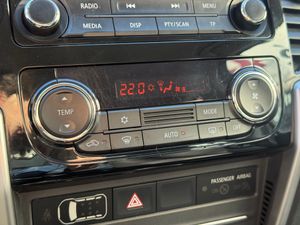 RADIO MENU
MEDIA DISP PTY/SCAN TP
22.0
TEMP
MODE
AUTO
PASSENGER AIRBAG